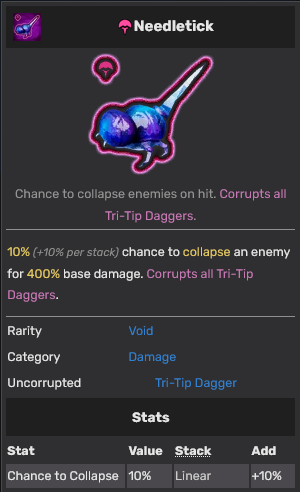 Needletick
Chance to collapse enemies on hit. Corrupts all
Tri-Tip Daggers.
10% (+10% per stack) chance to collapse an enemy
for 400% base damage. Corrupts all Tri-Tip
Daggers.
Rarity Void
Category Damage
Uncorrupted Tri-Tip Dagger
Stats
Stat Value Stack Add
Chance to Collapse 10% Linear +10%